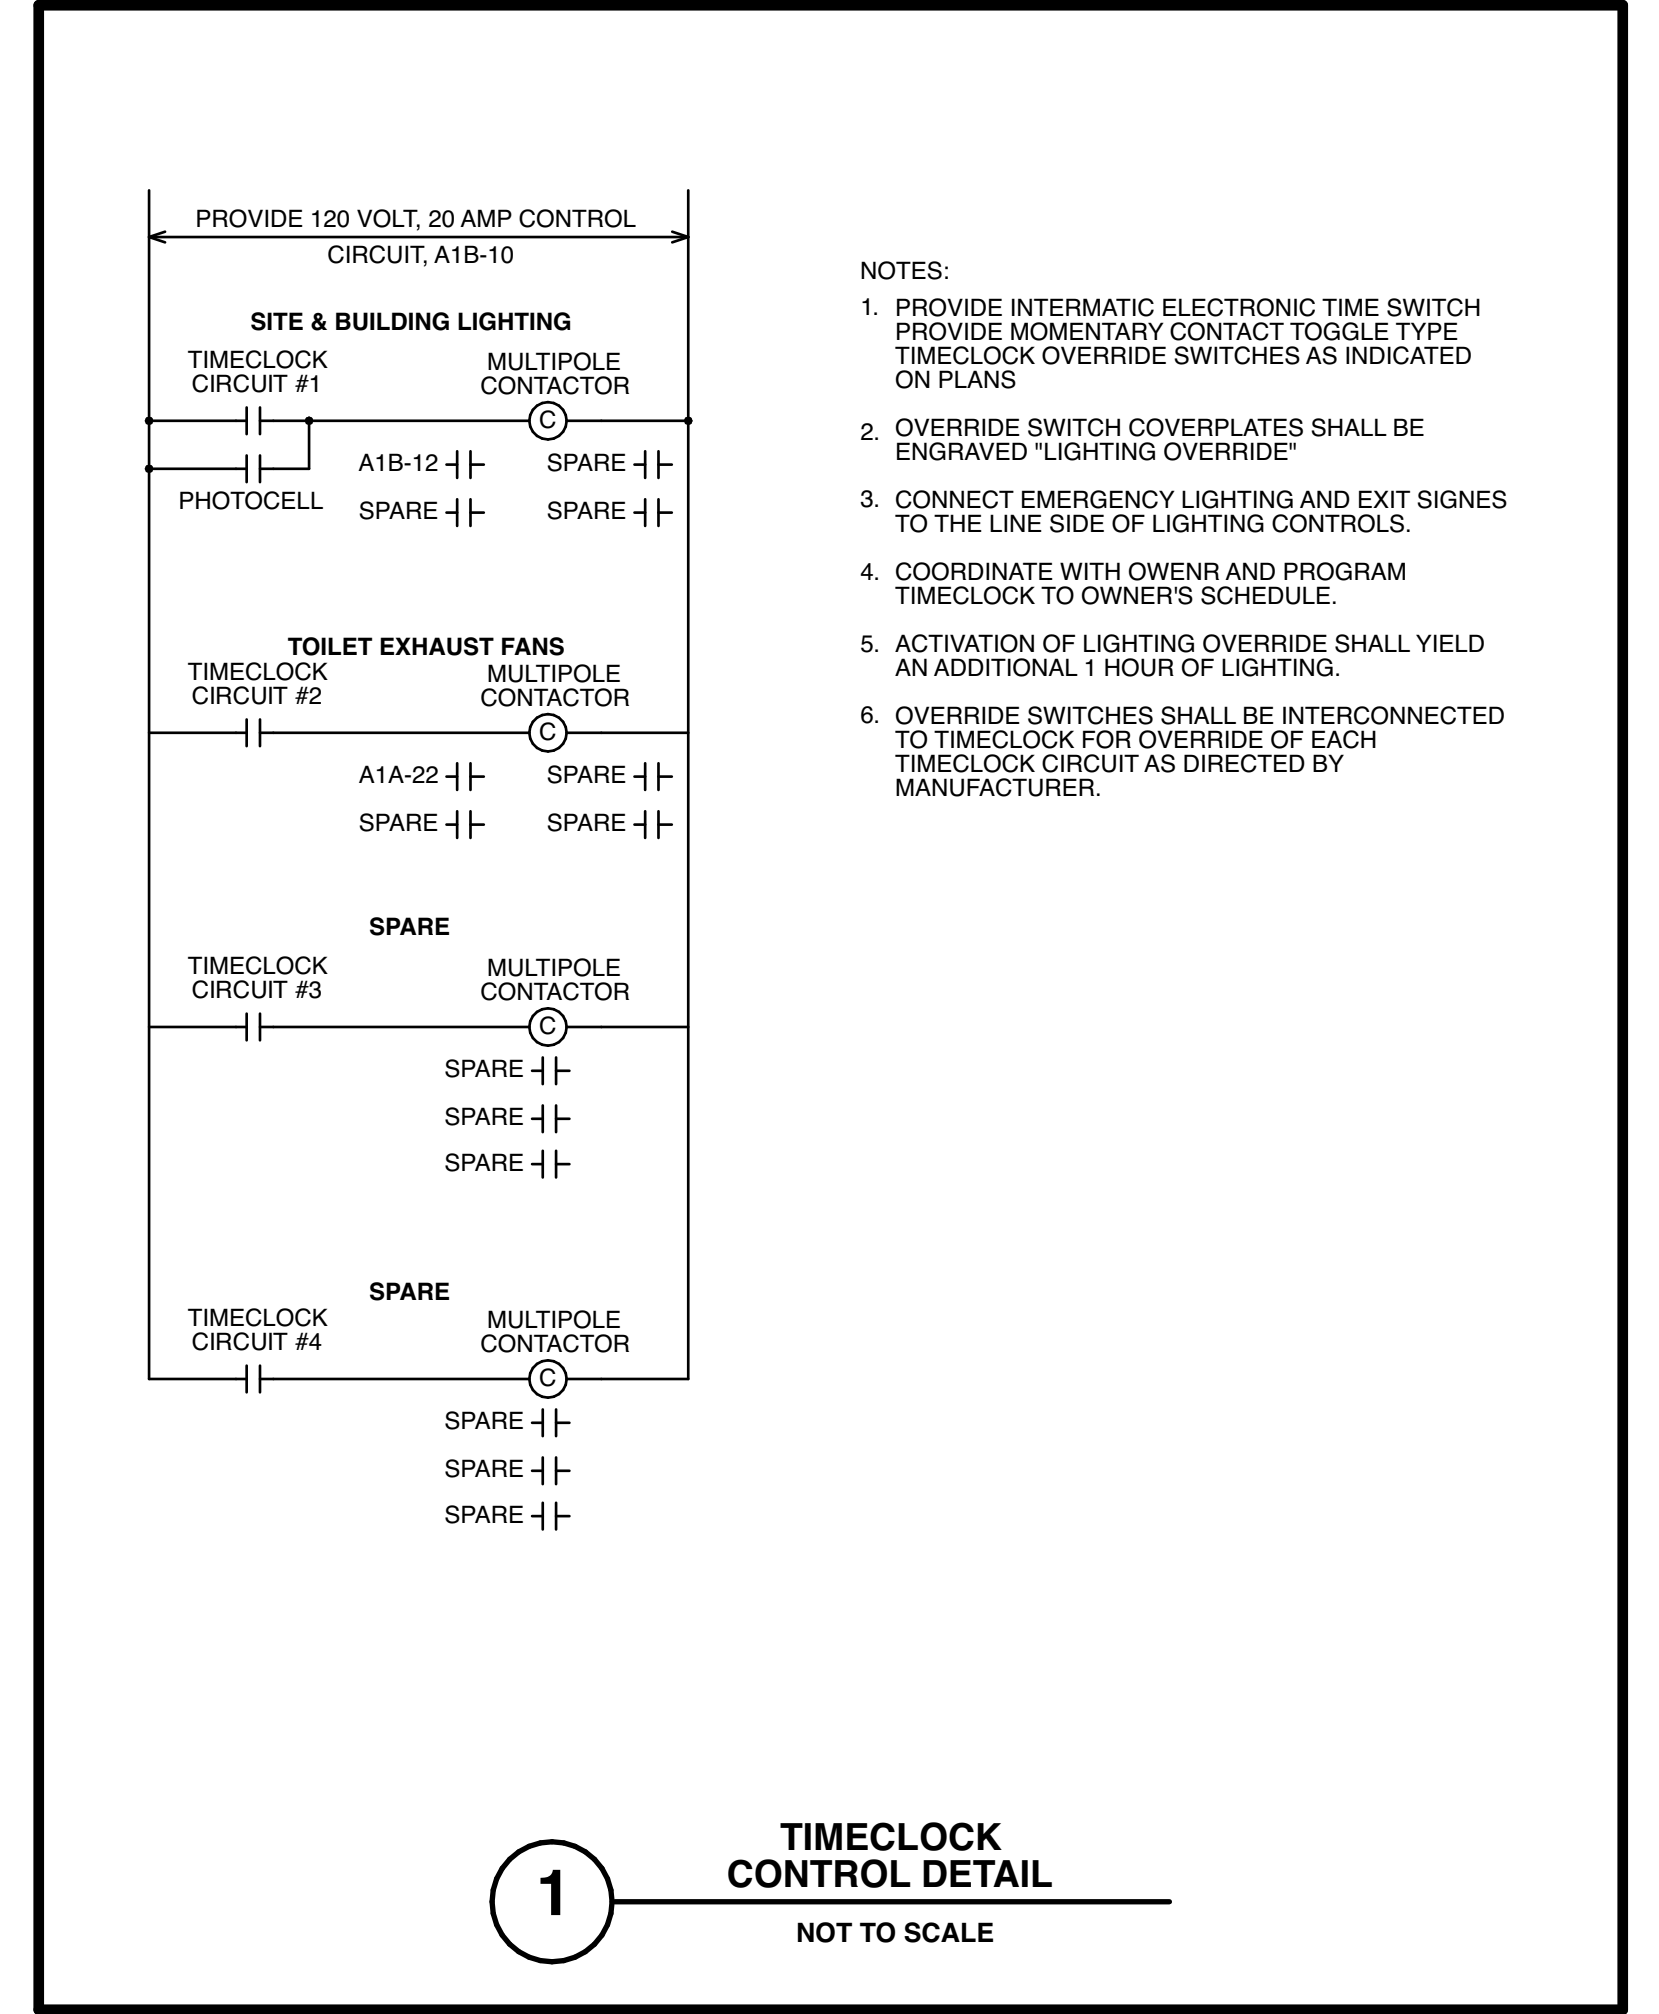 PROVIDE 120 VOLT, 20 AMP CONTROL
CIRCUIT, A1B-10
SITE & BUILDING LIGHTING
TIMECLOCK
CIRCUIT #1
MULTIPOLE
CONTACTOR
C
PHOTOCELL
A1B-12
SPARE
SPARE
SPARE
TOILET EXHAUST FANS
TIMECLOCK
CIRCUIT #2
MULTIPOLE
CONTACTOR
C
A1A-22
SPARE
SPARE
SPARE
SPARE
TIMECLOCK
CIRCUIT #3
MULTIPOLE
CONTACTOR
C
SPARE
SPARE
SPARE
SPARE
TIMECLOCK
CIRCUIT #4
MULTIPOLE
CONTACTOR
C
SPARE
SPARE
SPARE
NOTES:
1. PROVIDE INTERMATIC ELECTRONIC TIME SWITCH
PROVIDE MOMENTARY CONTACT TOGGLE TYPE
TIMECLOCK OVERRIDE SWITCHES AS INDICATED
ON PLANS
2. OVERRIDE SWITCH COVERPLATES SHALL BE
ENGRAVED "LIGHTING OVERRIDE"
3. CONNECT EMERGENCY LIGHTING AND EXIT SIGNES
TO THE LINE SIDE OF LIGHTING CONTROLS.
4. COORDINATE WITH OWENR AND PROGRAM
TIMECLOCK TO OWNER'S SCHEDULE.
5. ACTIVATION OF LIGHTING OVERRIDE SHALL YIELD
AN ADDITIONAL 1 HOUR OF LIGHTING.
6. OVERRIDE SWITCHES SHALL BE INTERCONNECTED
TO TIMECLOCK FOR OVERRIDE OF EACH
TIMECLOCK CIRCUIT AS DIRECTED BY
MANUFACTURER.
1
TIMECLOCK
CONTROL DETAIL
NOT TO SCALE